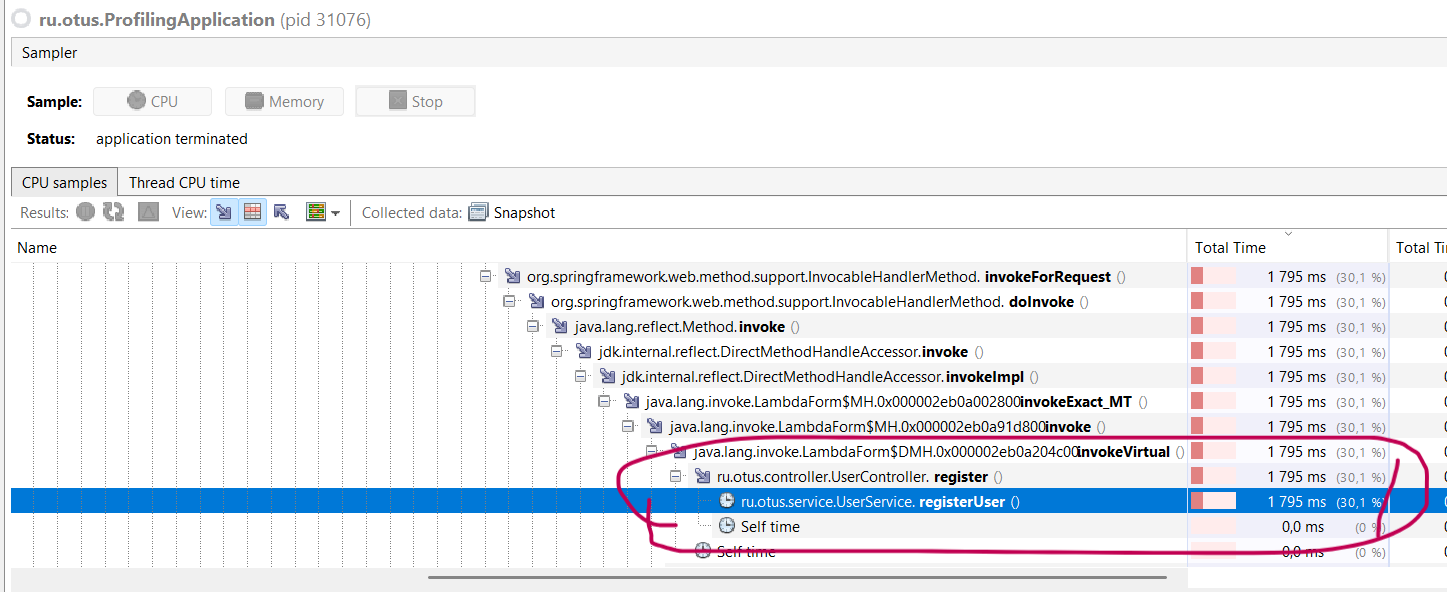 ru.otus.ProfilingApplication (pid 31076)
Sampler
Sample: CPU Memory Stop
Status: application terminated
CPU samples Thread CPU time
Results: View: Collected data: Snapshot
Name Total Time Total Ti
org.springframework.web.method.support.InvocableHandlerMethod. invokeForRequest () 1 795 ms (30,1 %)
org.springframework.web.method.support.InvocableHandlerMethod. doInvoke () 1 795 ms (30,1 %)
java.lang.reflect.Method.invoke () 1 795 ms (30,1 %)
jdk.internal.reflect.DirectMethodHandleAccessor.invoke () 1 795 ms (30,1 %)
jdk.internal.reflect.DirectMethodHandleAccessor.invokeImpl () 1 795 ms (30,1 %)
java.lang.invoke.LambdaForm$MH.0x000002eb0a002800invokeExact_MT () 1 795 ms (30,1 %)
java.lang.invoke.LambdaForm$MH.0x000002eb0a91d800invoke () 1 795 ms (30,1 %)
java.lang.invoke.LambdaForm$DMH.0x000002eb0a204c00invokeVirtual () 1 795 ms (30,1 %)
ru.otus.controller.UserController. register () 1 795 ms (30,1 %)
ru.otus.service.UserService. registerUser () 1 795 ms (30,1 %)
Self time 0,0 ms (0 %)
Self time 0,0 ms (0 %)